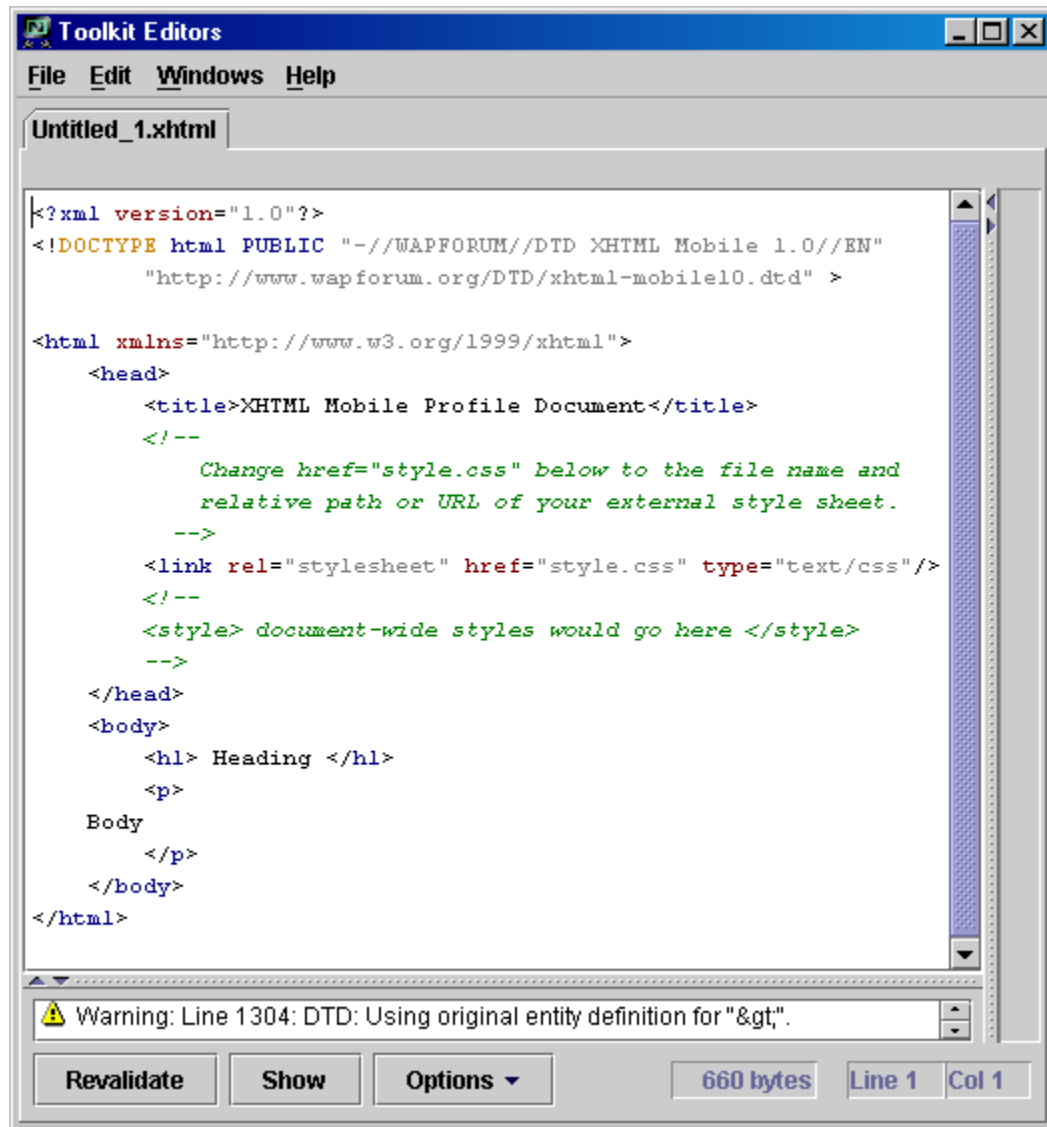 Toolkit Editors
File Edit Windows Help
Untitled_1.xhtml
<?xml version="1.0"?>
<!DOCTYPE html PUBLIC "-//WAPFORUM//DTD XHTML Mobile 1.0//EN"
"http://www.wapforum.org/DTD/xhtml-mobile10.dtd" >
<html xmlns="http://www.w3.org/1999/xhtml">
<head>
<title>XHTML Mobile Profile Document</title>
<!--
Change href="style.css" below to the file name and
relative path or URL of your external style sheet.
-->
<link rel="stylesheet" href="style.css" type="text/css"/>
<!--
<style> document-wide styles would go here </style>
-->
</head>
<body>
<h1> Heading </h1>
<p>
Body
</p>
</body>
</html>
Warning: Line 1304: DTD: Using original entity definition for "&gt;".
Revalidate Show Options 660 bytes Line 1 Col 1